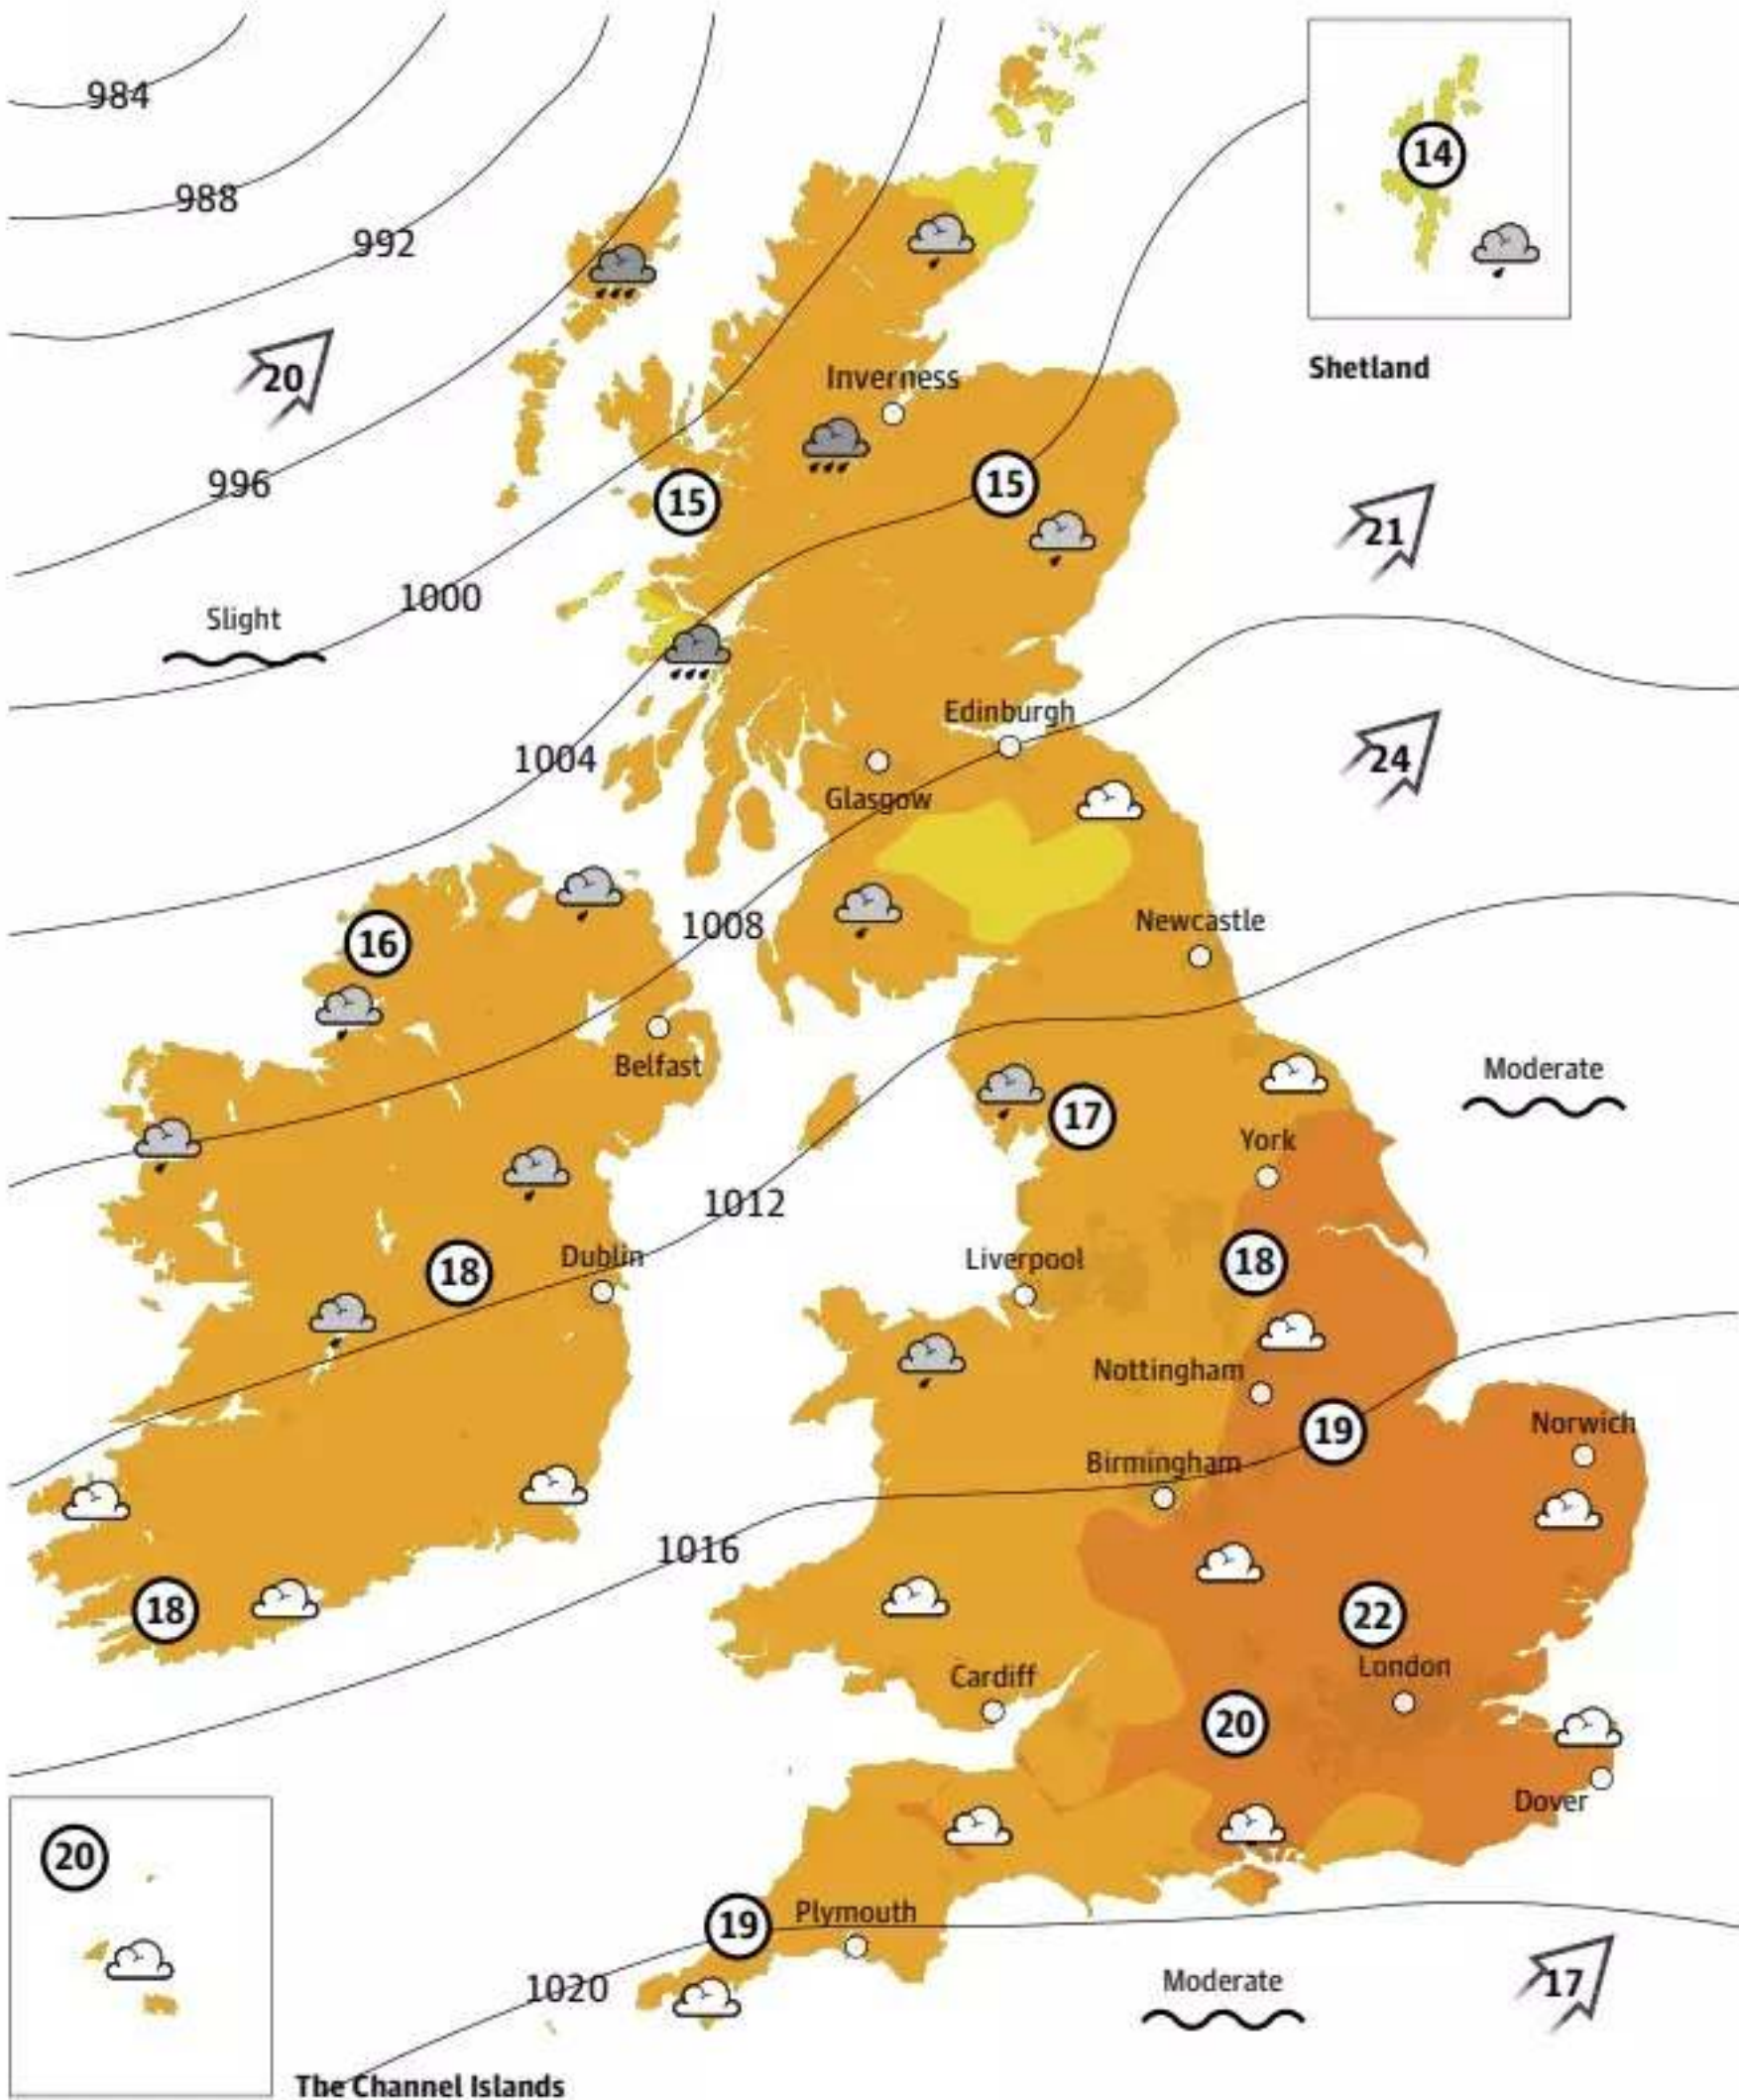 984
14
988
992
Shetland
20
Inverness
996
15
15
21
1000
Slight
Edinburgh
1004
24
Glasgow
1008
Newcastle
16
Belfast
Moderate
17
York
1012
Dublin
Liverpool
18
18
Nottingham
19
Norwich
Birmingham
1016
18
22
London
Cardiff
20
Dover
20
Plymouth
19
1020
Moderate
17
The Channel Islands